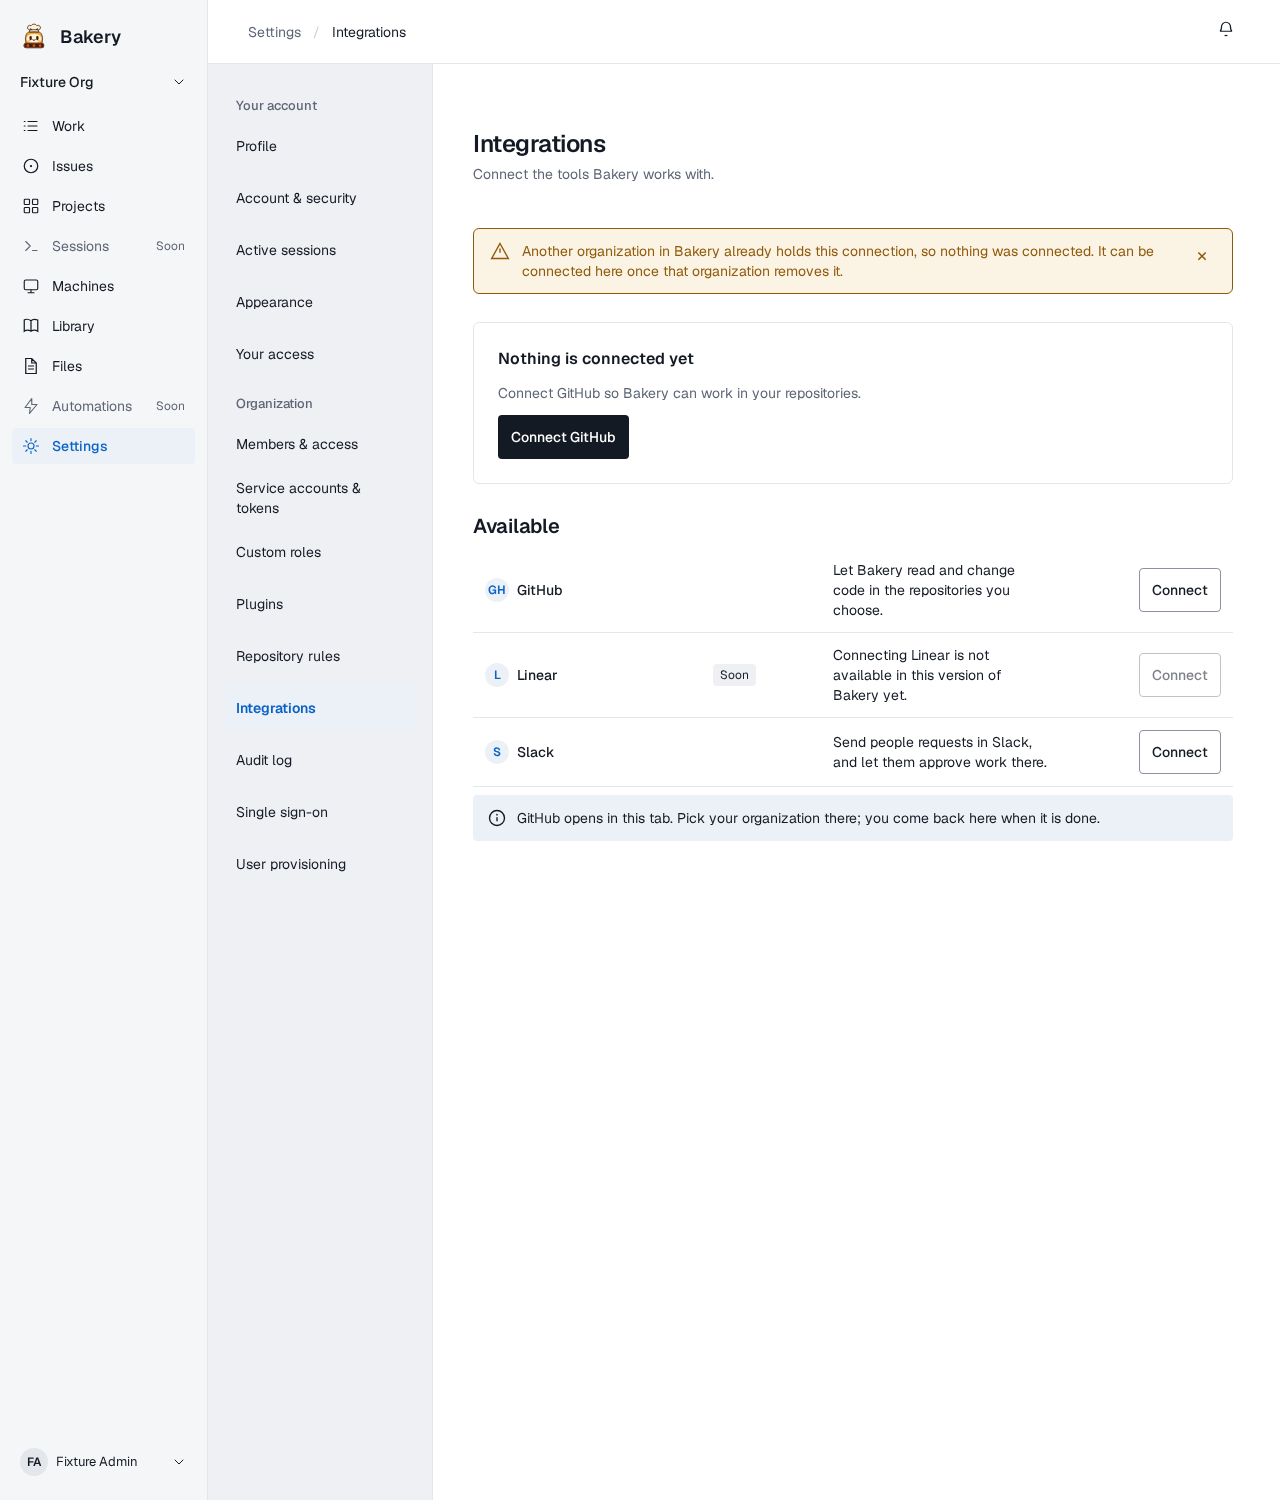 Bakery
Fixture Org
Work
Issues
Projects
Sessions Soon
Machines
Library
Files
Automations Soon
Settings
FA Fixture Admin
Settings / Integrations
Your account
Profile
Account & security
Active sessions
Appearance
Your access
Organization
Members & access
Service accounts &
tokens
Custom roles
Plugins
Repository rules
Integrations
Audit log
Single sign-on
User provisioning
Integrations
Connect the tools Bakery works with.
Another organization in Bakery already holds this connection, so nothing was connected. It can be
connected here once that organization removes it.
Nothing is connected yet
Connect GitHub so Bakery can work in your repositories.
Connect GitHub
Available
GH GitHub
Let Bakery read and change
code in the repositories you
choose.
Connect
L Linear
Soon
Connecting Linear is not
available in this version of
Bakery yet.
Connect
S Slack
Send people requests in Slack,
and let them approve work there.
Connect
GitHub opens in this tab. Pick your organization there; you come back here when it is done.